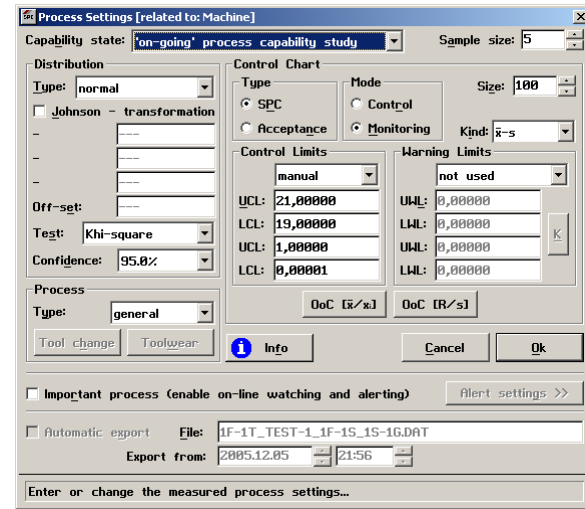 SPC Process Settings [related to: Machine]
Capability state: 'on-going' process capability study
Sample size: 5
Distribution
Type: normal
Johnson - transformation
- ---
- ---
- ---
Off-set: ---
Test: Khi-square
Confidence: 95.0%
Process
Type: general
Tool change
Toolwear
Control Chart
Type
SPC
Acceptance
Mode
Control
Monitoring
Size: 100
Kind: x̄-s
Control Limits
manual
UCL: 21,00000
LCL: 19,00000
UCL: 1,00000
LCL: 0,00001
Warning Limits
not used
UWL: 0,00000
LWL: 0,00000
UWL: 0,00000
LWL: 0,00000
K
OoC [x̄/xᵢ]
OoC [R/s]
Info
Cancel
Ok
Important process (enable on-line watching and alerting)
Alert settings >>
Automatic export
File: 1F-1T_TEST-1_1F-1S_1S-1G.DAT
Export from: 2005.12.05 21:56
Enter or change the measured process settings...